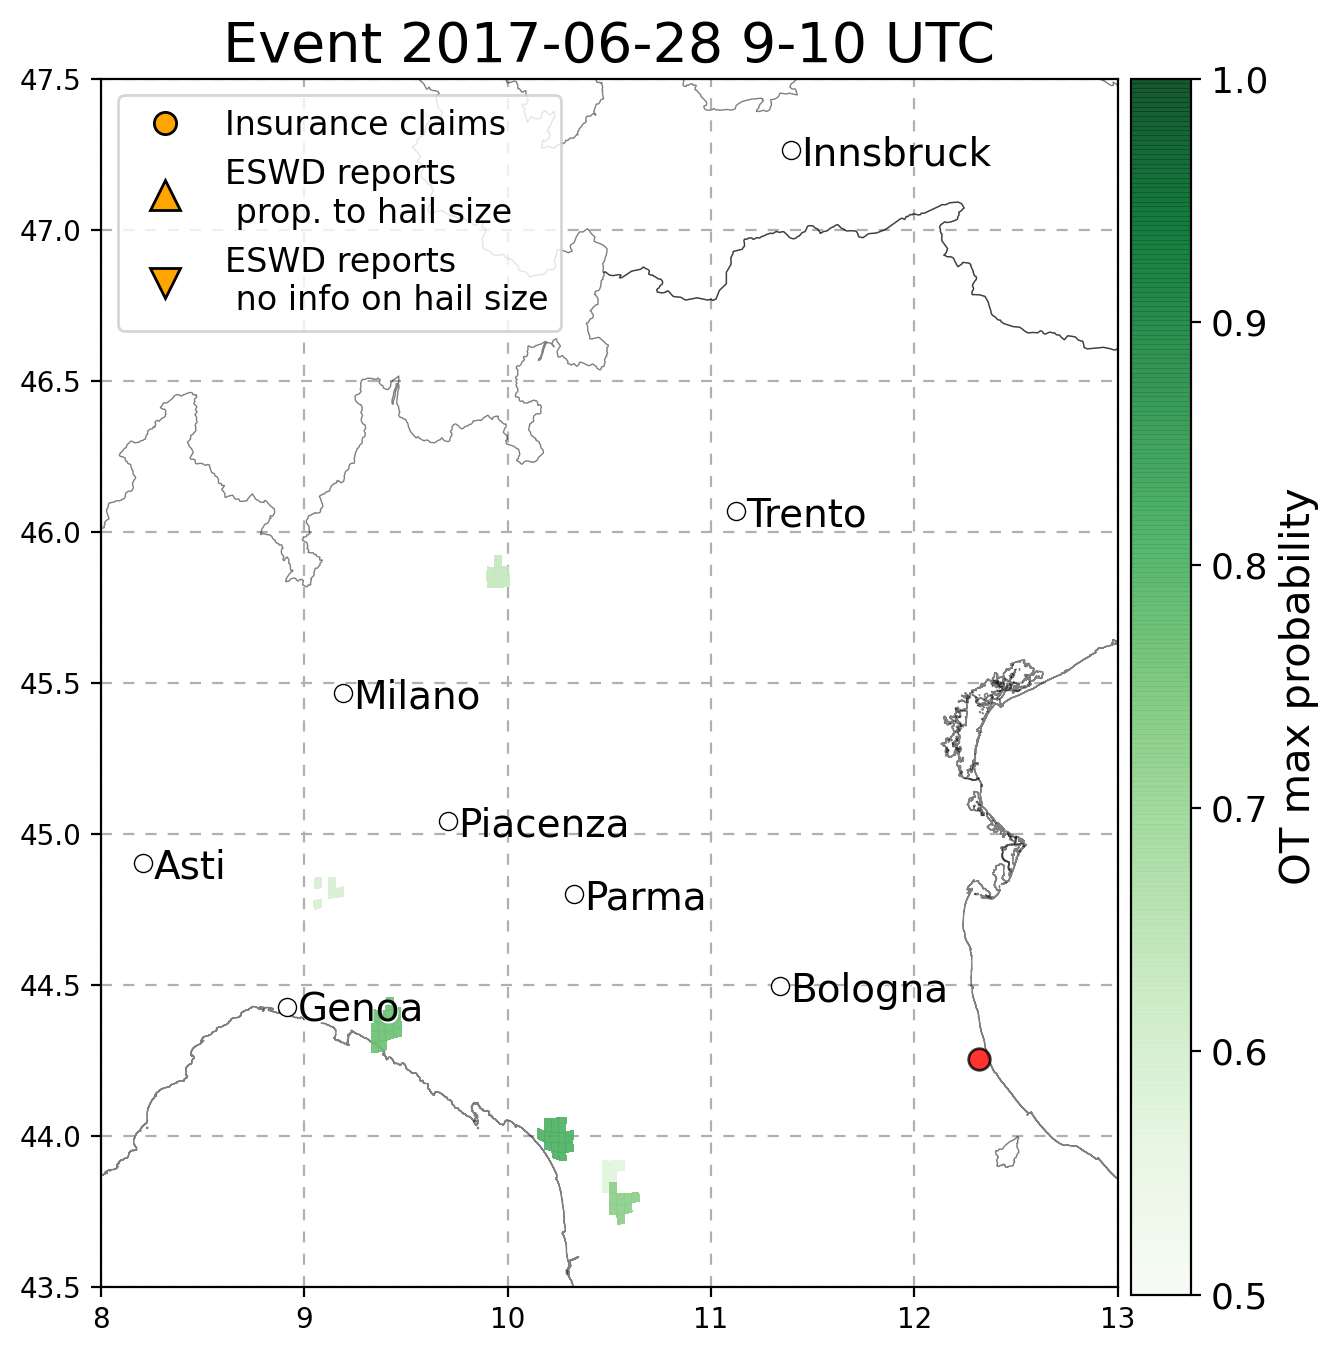 Event 2017-06-28 9-10 UTC
Insurance claims
ESWD reports
prop. to hail size
ESWD reports
no info on hail size
Innsbruck
Trento
Milano
Piacenza
Asti
Parma
Genoa
Bologna
47.5
47.0
46.5
46.0
45.5
45.0
44.5
44.0
43.5
8
9
10
11
12
13
1.0
0.9
0.8
0.7
0.6
0.5
OT max probability